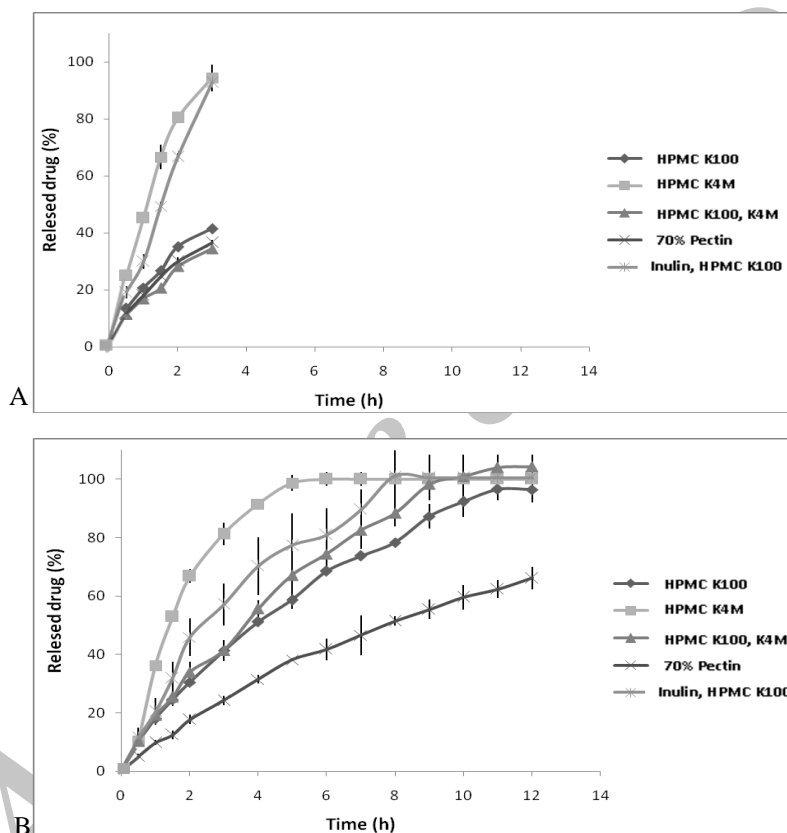 A
Relesed drug (%)
100
80
60
40
20
0
0 2 4 6 8 10 12 14
Time (h)
HPMC K100
HPMC K4M
HPMC K100, K4M
70% Pectin
Inulin, HPMC K100
B
Relesed drug (%)
100
80
60
40
20
0
0 2 4 6 8 10 12 14
Time (h)
HPMC K100
HPMC K4M
HPMC K100, K4M
70% Pectin
Inulin, HPMC K100